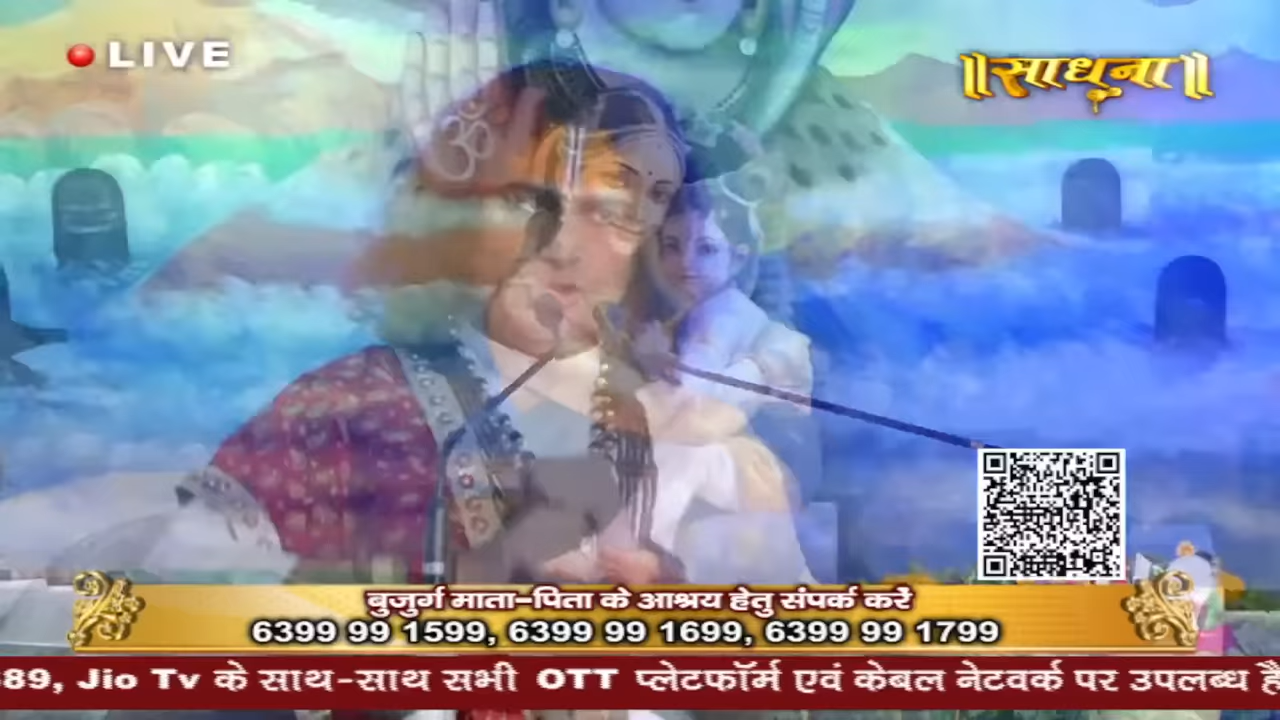 LIVE
॥साधना॥
ॐ
बुजुर्ग माता-पिता के आश्रय हेतु संपर्क करें
6399 99 1599, 6399 99 1699, 6399 99 1799
89, Jio Tv के साथ-साथ सभी OTT प्लेटफॉर्म एवं केबल नेटवर्क पर उपलब्ध है